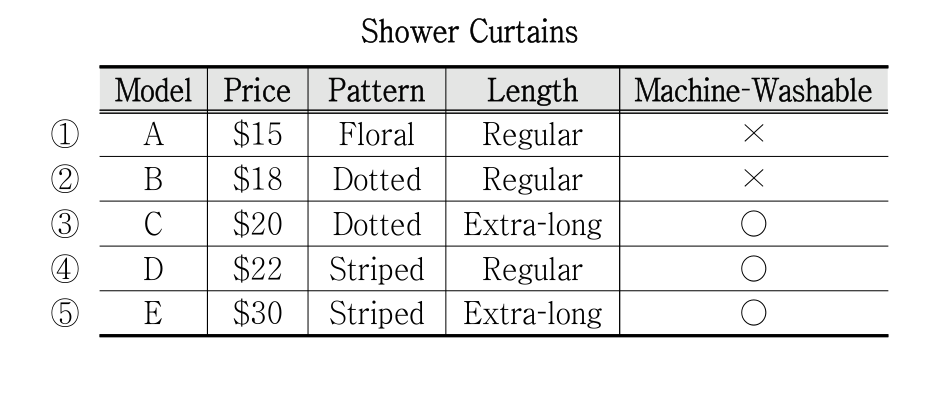 Shower Curtains
Model Price Pattern Length Machine-Washable
① A $15 Floral Regular ×
② B $18 Dotted Regular ×
③ C $20 Dotted Extra-long ○
④ D $22 Striped Regular ○
⑤ E $30 Striped Extra-long ○